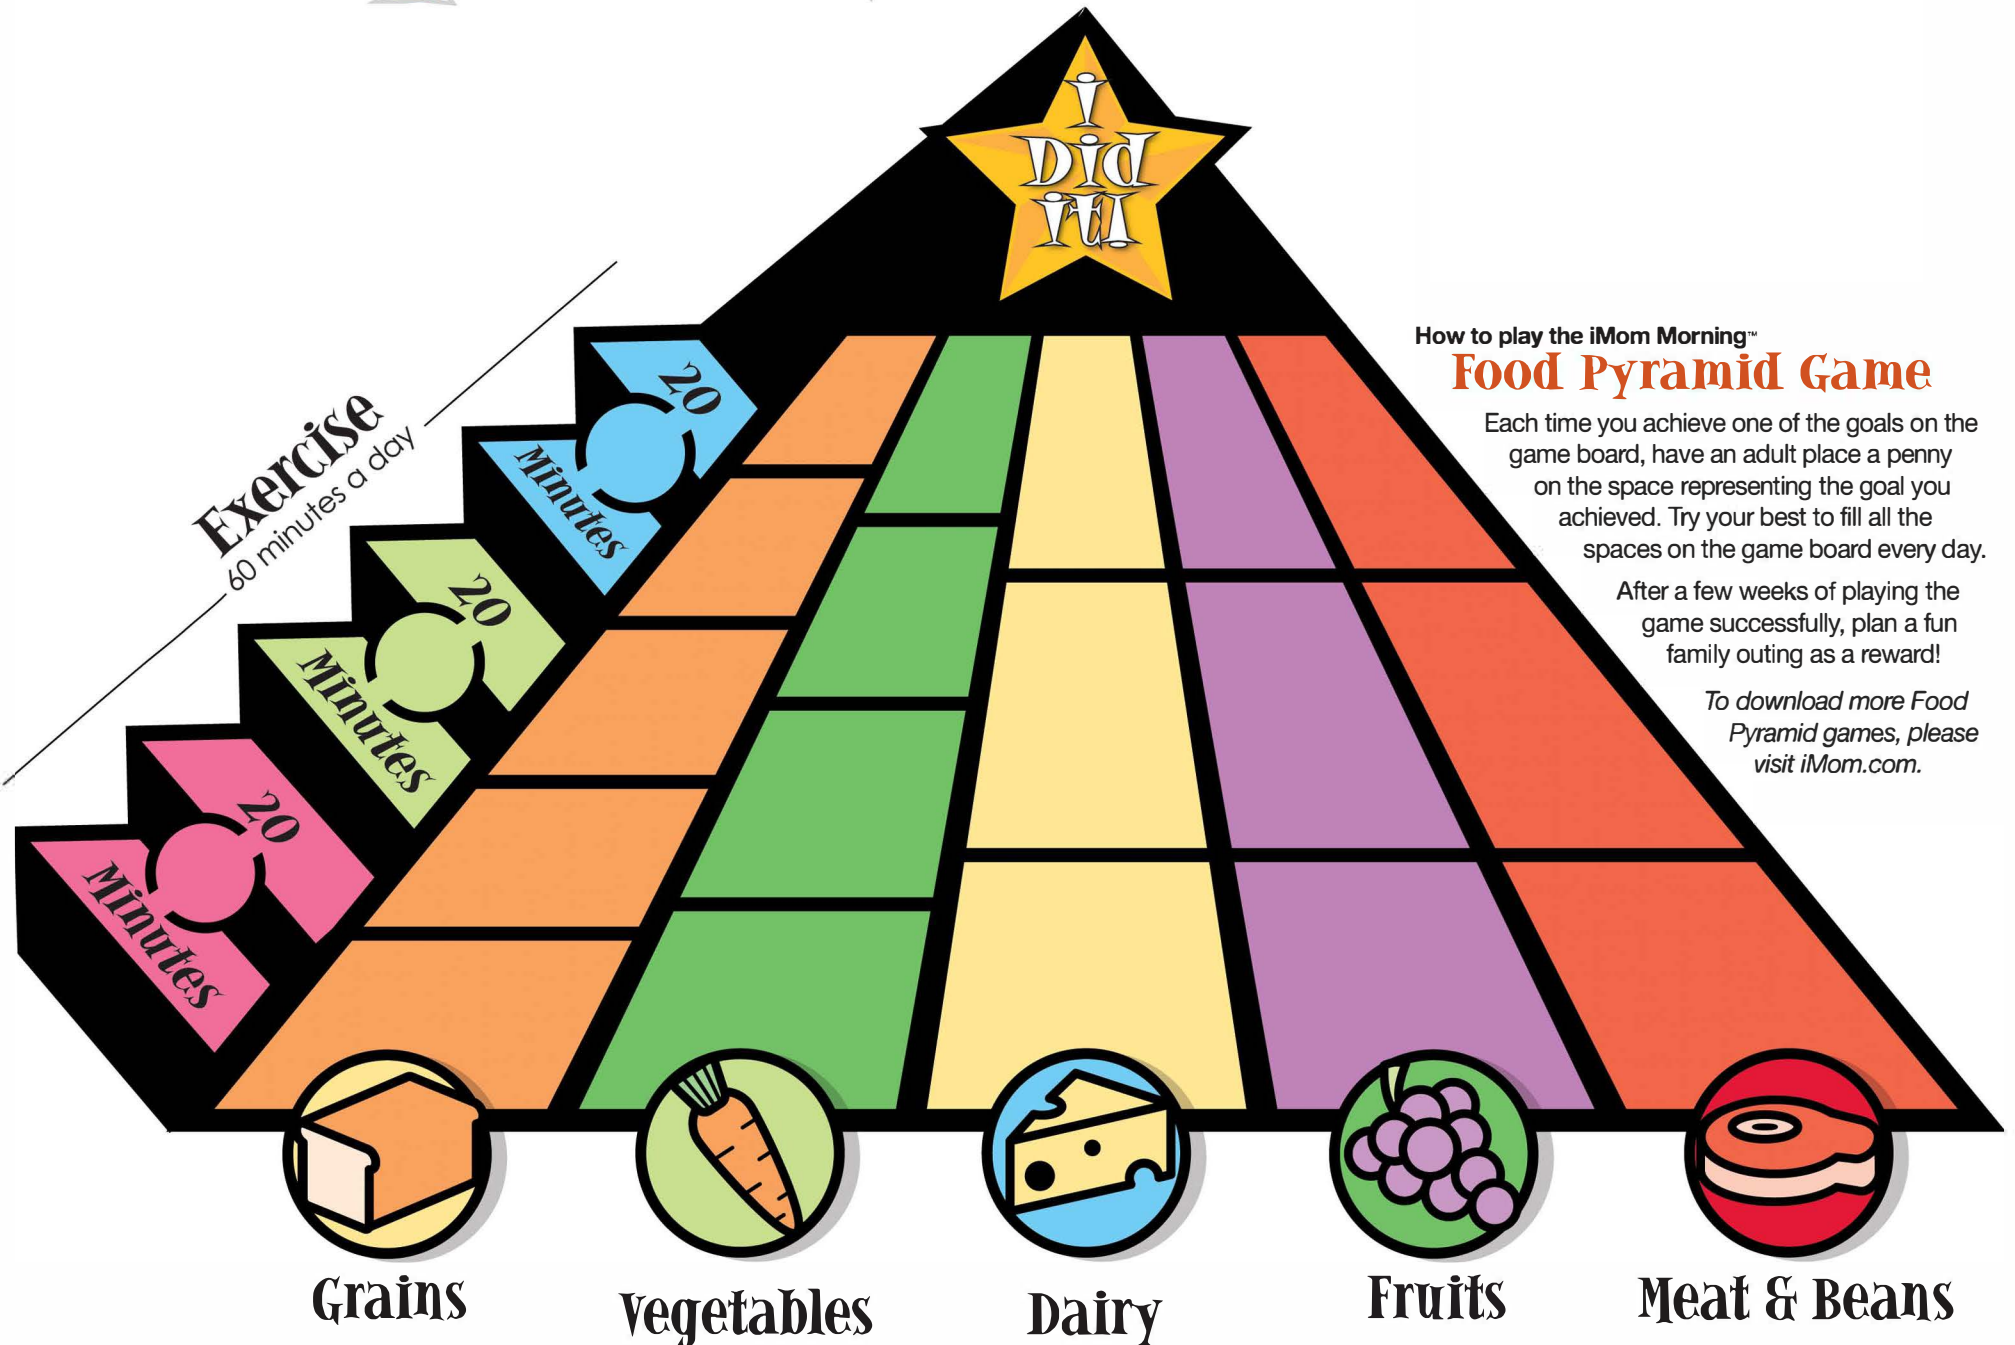 I
Did
it!
How to play the iMom Morning™
Food Pyramid Game
Each time you achieve one of the goals on the
game board, have an adult place a penny
on the space representing the goal you
achieved. Try your best to fill all the
spaces on the game board every day.
After a few weeks of playing the
game successfully, plan a fun
family outing as a reward!
To download more Food
Pyramid games, please
visit iMom.com.
Exercise
60 minutes a day
20
Minutes
20
Minutes
20
Minutes
Grains
Vegetables
Dairy
Fruits
Meat & Beans